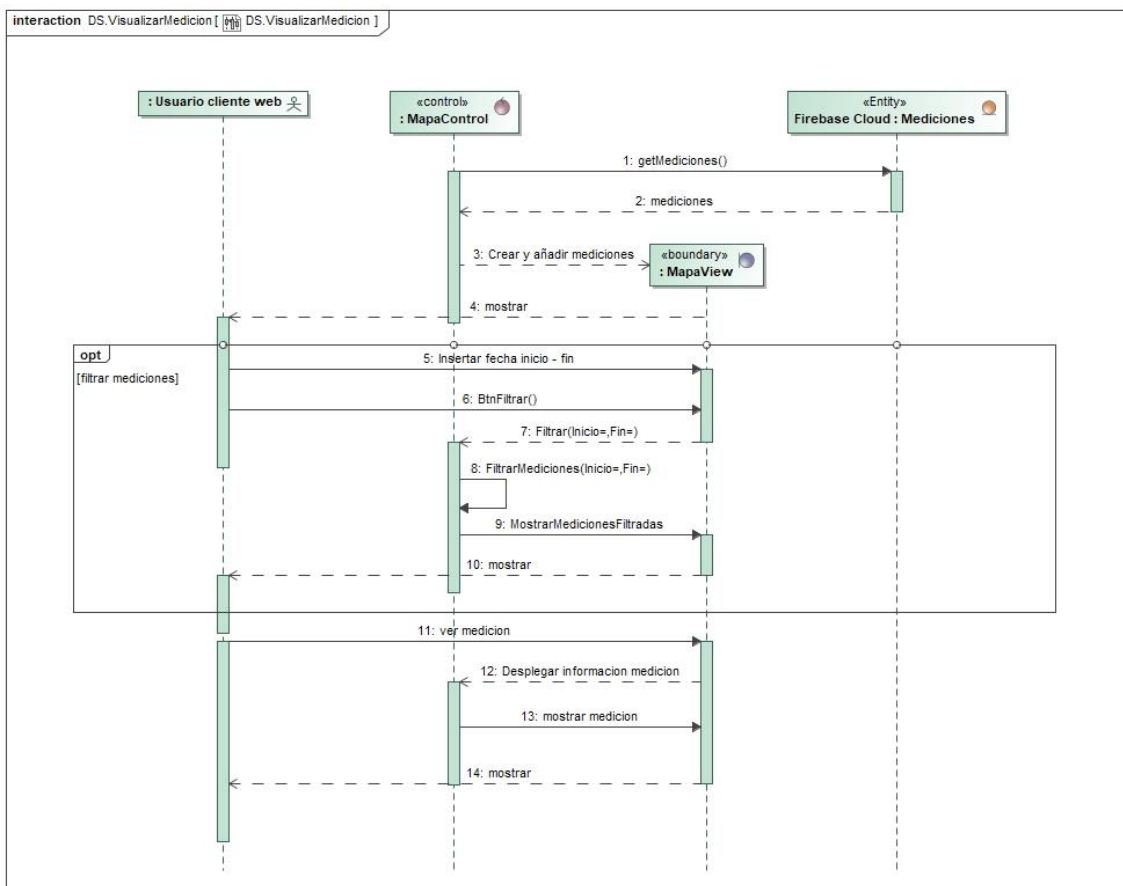 interaction DS.VisualizarMedicion [ DS.VisualizarMedicion ]
: Usuario cliente web
«control»
: MapaControl
«Entity»
Firebase Cloud : Mediciones
1: getMediciones()
2: mediciones
3: Crear y añadir mediciones
«boundary»
: MapaView
4: mostrar
opt
[filtrar mediciones]
5: Insertar fecha inicio - fin
6: BtnFiltrar()
7: Filtrar(Inicio=,Fin=)
8: FiltrarMediciones(Inicio=,Fin=)
9: MostrarMedicionesFiltradas
10: mostrar
11: ver medicion
12: Desplegar informacion medicion
13: mostrar medicion
14: mostrar